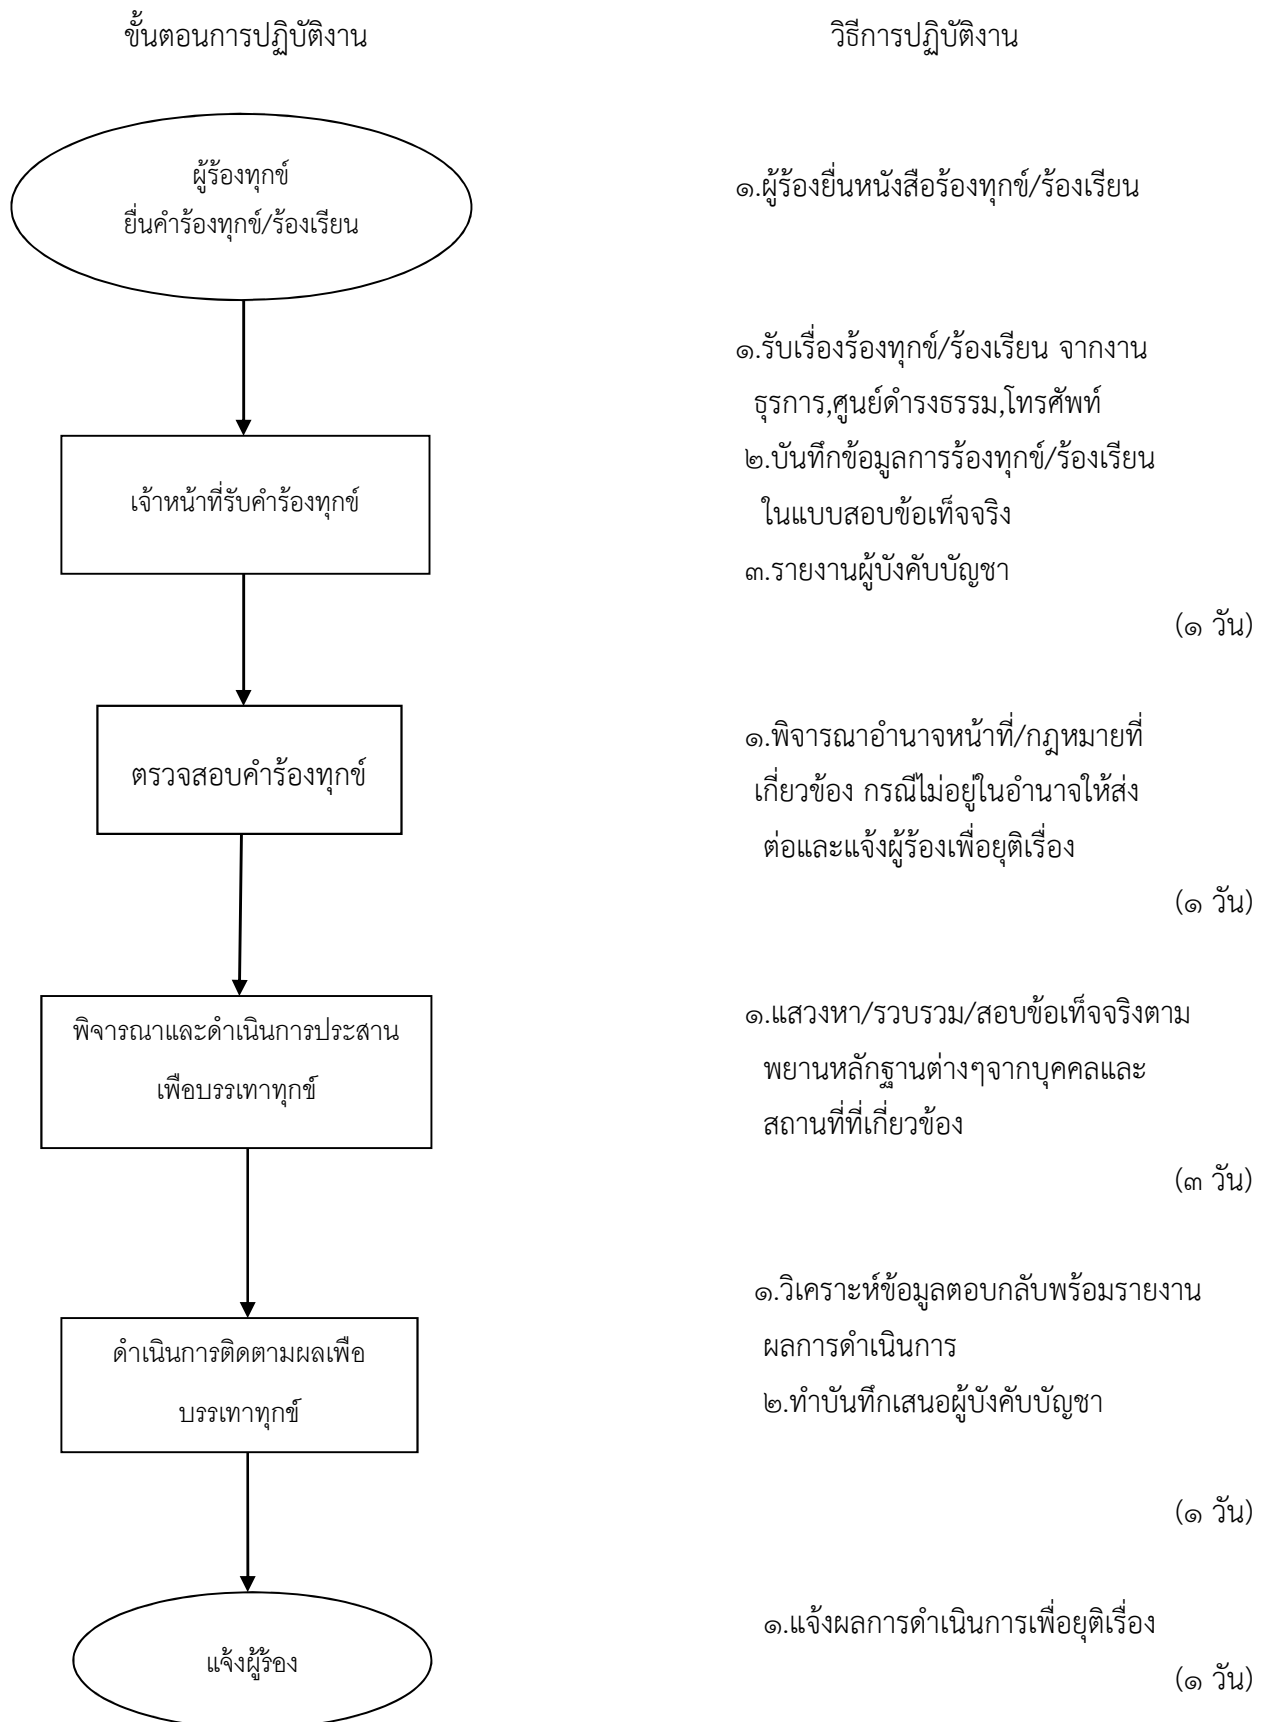 ขั้นตอนการปฏิบัติงาน
วิธีการปฏิบัติงาน
ผู้ร้องทุกข์
ยื่นคำร้องทุกข์/ร้องเรียน
๑.ผู้ร้องยื่นหนังสือร้องทุกข์/ร้องเรียน
เจ้าหน้าที่รับคำร้องทุกข์
๑.รับเรื่องร้องทุกข์/ร้องเรียน จากงาน
ธุรการ,ศูนย์ดำรงธรรม,โทรศัพท์
๒.บันทึกข้อมูลการร้องทุกข์/ร้องเรียน
ในแบบสอบข้อเท็จจริง
๓.รายงานผู้บังคับบัญชา
(๑ วัน)
ตรวจสอบคำร้องทุกข์
๑.พิจารณาอำนาจหน้าที่/กฎหมายที่
เกี่ยวข้อง กรณีไม่อยู่ในอำนาจให้ส่ง
ต่อและแจ้งผู้ร้องเพื่อยุติเรื่อง
(๑ วัน)
พิจารณาและดำเนินการประสาน
เพื่อบรรเทาทุกข์
๑.แสวงหา/รวบรวม/สอบข้อเท็จจริงตาม
พยานหลักฐานต่างๆจากบุคคลและ
สถานที่ที่เกี่ยวข้อง
(๓ วัน)
ดำเนินการติดตามผลเพื่อ
บรรเทาทุกข์
๑.วิเคราะห์ข้อมูลตอบกลับพร้อมรายงาน
ผลการดำเนินการ
๒.ทำบันทึกเสนอผู้บังคับบัญชา
(๑ วัน)
แจ้งผู้ร้อง
๑.แจ้งผลการดำเนินการเพื่อยุติเรื่อง
(๑ วัน)